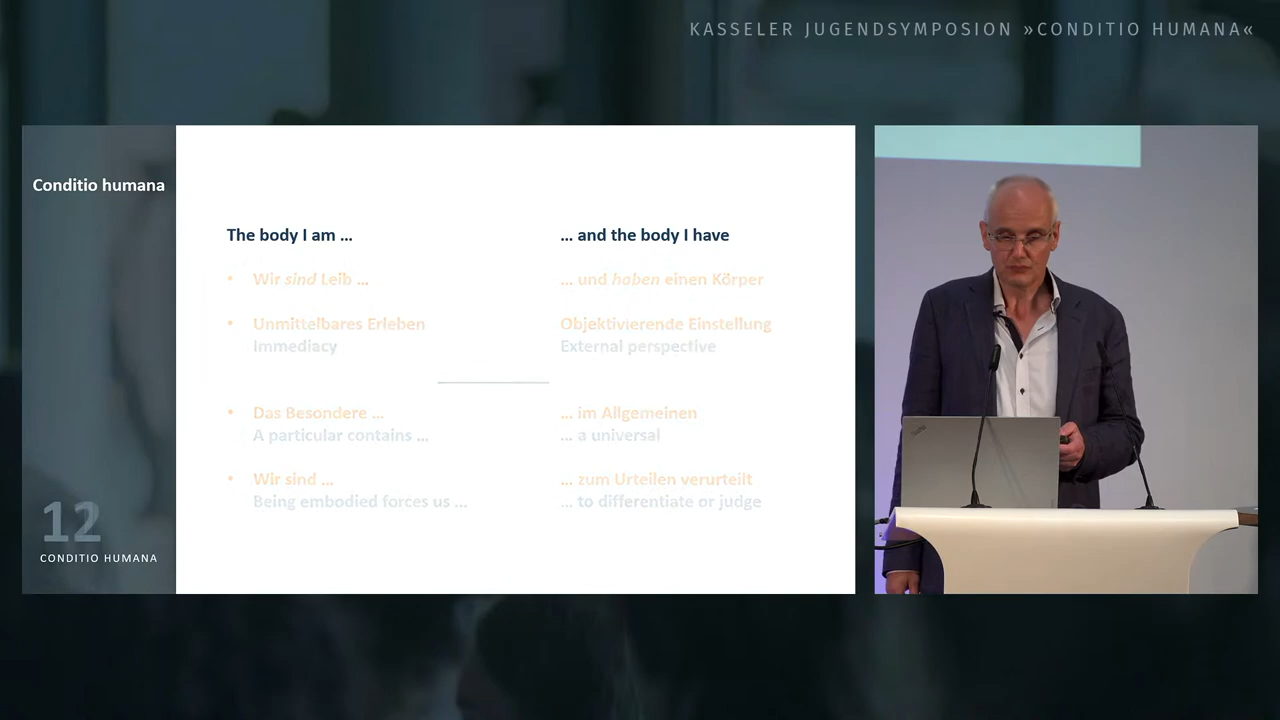 KASSELER JUGENDSYMPOSION »CONDITIO HUMANA«
Conditio humana
The body I am ...
... and the body I have
• Wir sind Leib ...
... und haben einen Körper
• Unmittelbares Erleben
Immediacy
Objektivierende Einstellung
External perspective
• Das Besondere ...
A particular contains ...
... im Allgemeinen
... a universal
• Wir sind ...
Being embodied forces us ...
... zum Urteilen verurteilt
... to differentiate or judge
12
CONDITIO HUMANA
ThinkPad